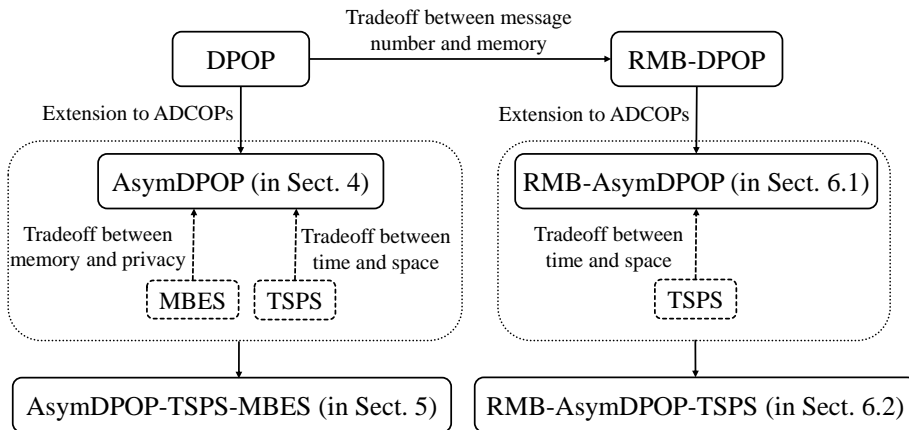 Tradeoff between message
number and memory
DPOP
RMB-DPOP
Extension to ADCOPs
Extension to ADCOPs
AsymDPOP (in Sect. 4)
RMB-AsymDPOP (in Sect. 6.1)
Tradeoff between
memory and privacy
Tradeoff between
time and space
Tradeoff between
time and space
MBES
TSPS
TSPS
AsymDPOP-TSPS-MBES (in Sect. 5)
RMB-AsymDPOP-TSPS (in Sect. 6.2)